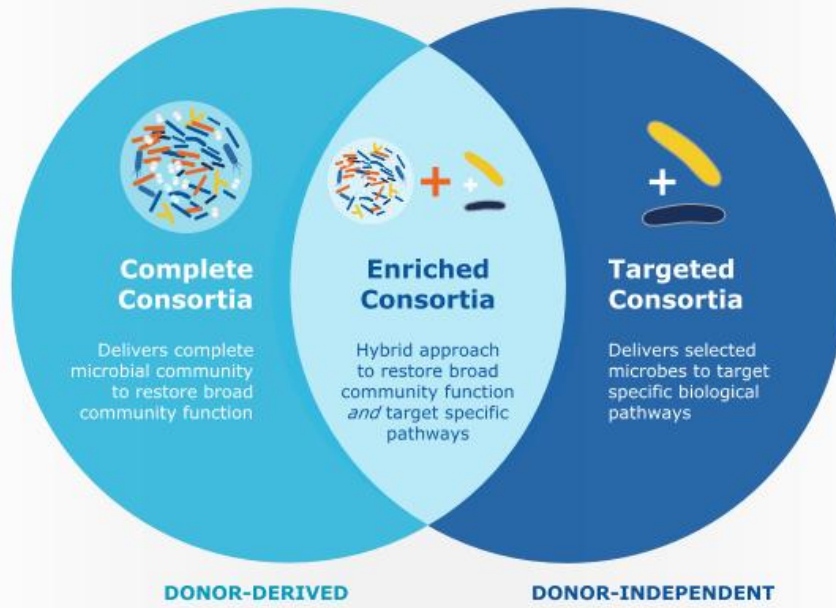 Complete
Consortia
Delivers complete
microbial community
to restore broad
community function
Enriched
Consortia
Hybrid approach
to restore broad
community function
and target specific
pathways
Targeted
Consortia
Delivers selected
microbes to target
specific biological
pathways
DONOR-DERIVED
DONOR-INDEPENDENT